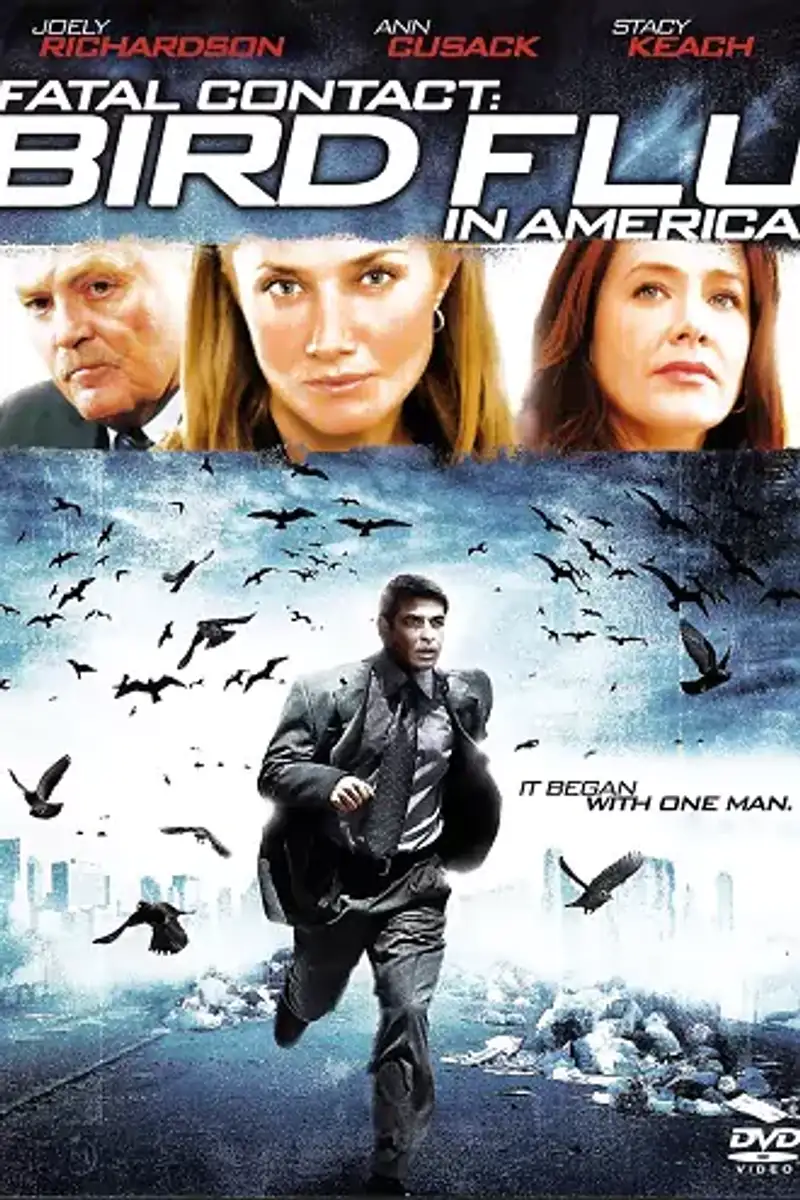 JOELY ANN STACY
RICHARDSON CUSACK KEACH
FATAL CONTACT:
BIRD FLU
IN AMERICA
IT BEGAN
WITH ONE MAN.
DVD
VIDEO